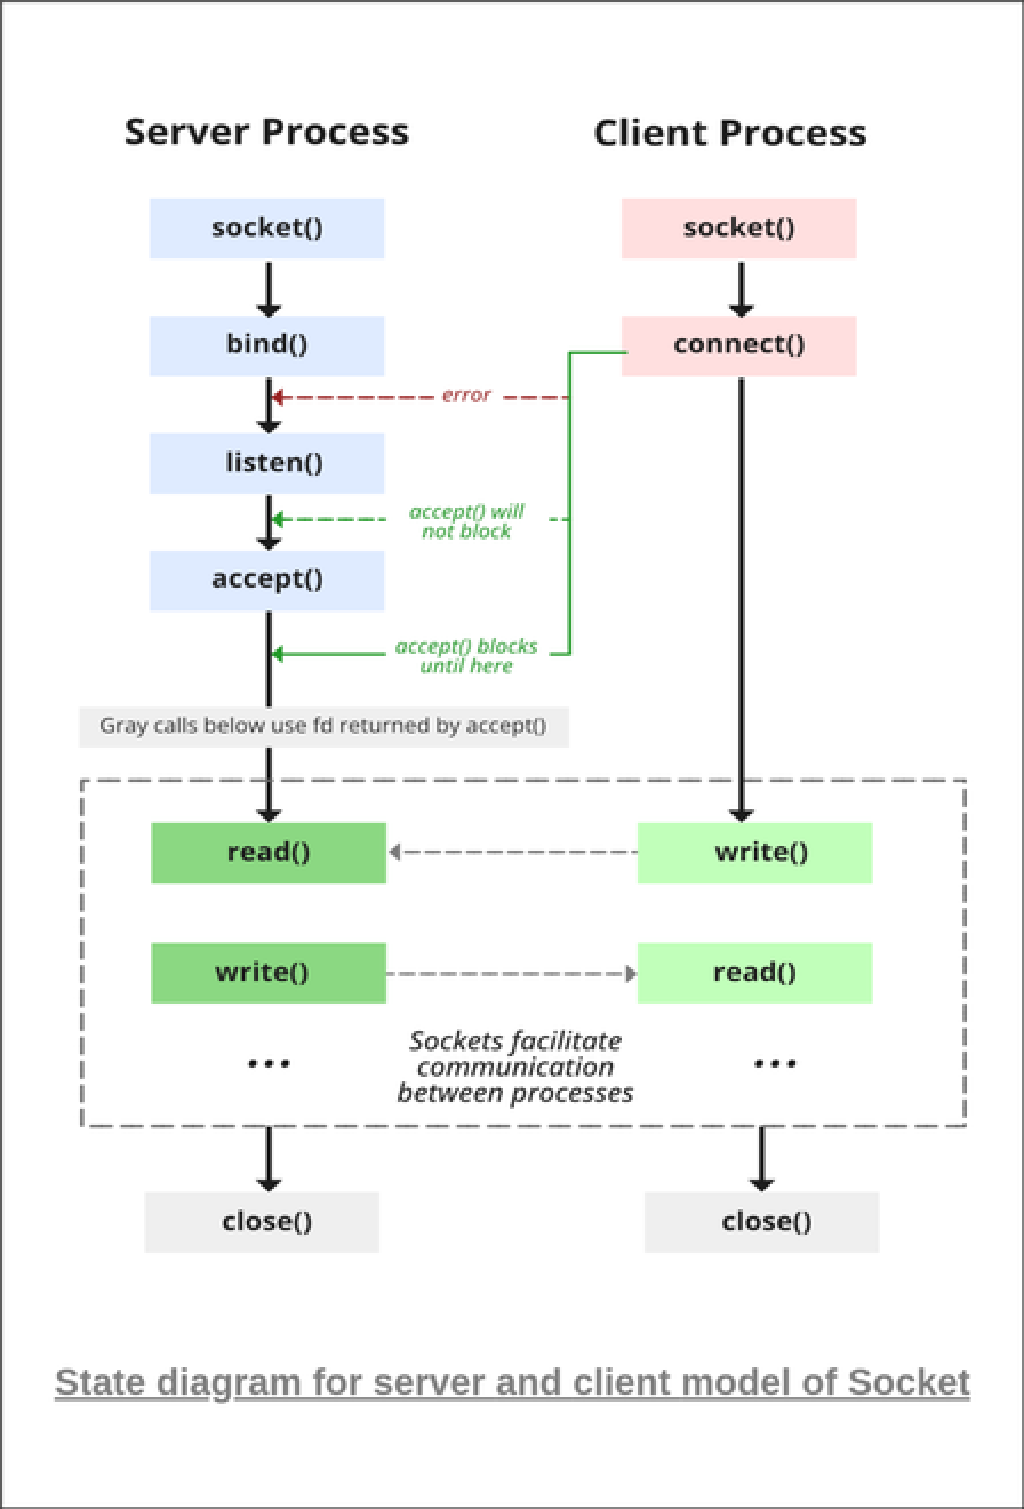 Server Process
Client Process
socket()
socket()
bind()
connect()
error
listen()
accept() will
not block
accept()
accept() blocks
until here
Gray calls below use fd returned by accept()
read()
write()
write()
read()
Sockets facilitate
communication
between processes
...
...
close()
close()
State diagram for server and client model of Socket